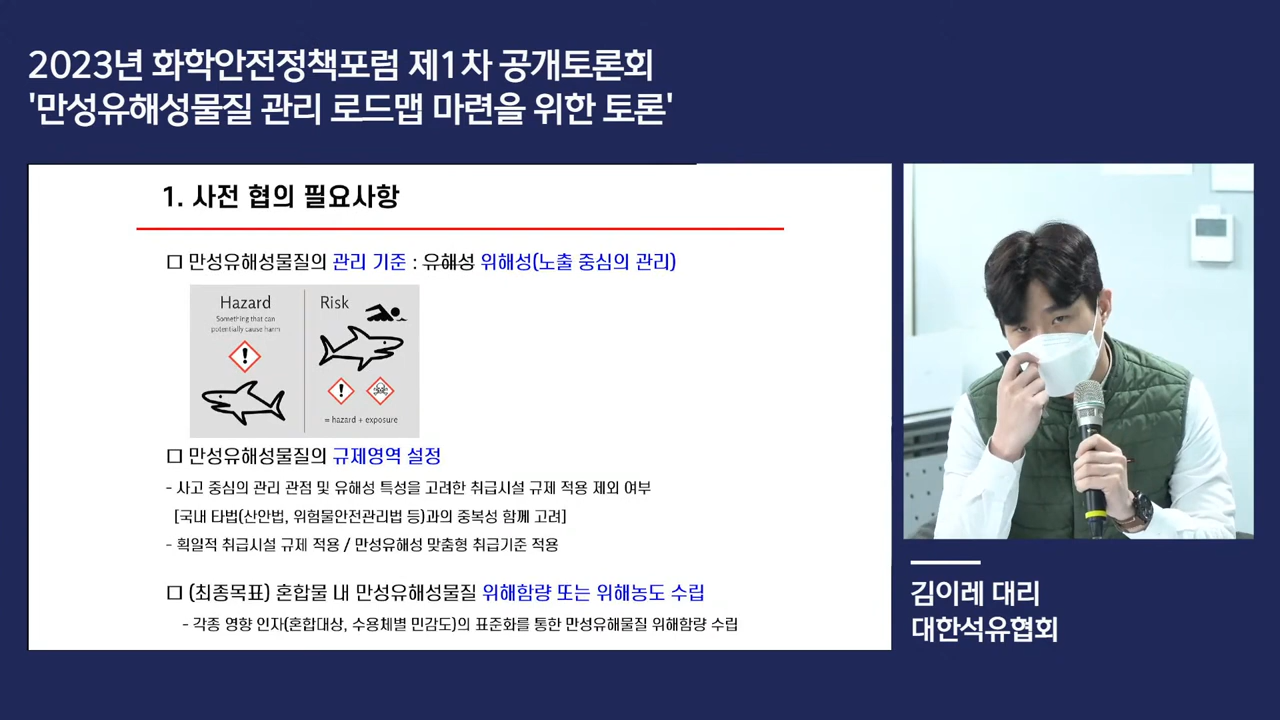 2023년 화학안전정책포럼 제1차 공개토론회
'만성유해성물질 관리 로드맵 마련을 위한 토론'
1. 사전 협의 필요사항
□ 만성유해성물질의 관리 기준 : 유해성 위해성(노출 중심의 관리)
Hazard
Something that can
potentially cause harm
!
Risk
!
= hazard + exposure
□ 만성유해성물질의 규제영역 설정
- 사고 중심의 관리 관점 및 유해성 특성을 고려한 취급시설 규제 적용 제외 여부
[국내 타법(산안법, 위험물안전관리법 등)과의 중복성 함께 고려]
- 획일적 취급시설 규제 적용 / 만성유해성 맞춤형 취급기준 적용
□ (최종목표) 혼합물 내 만성유해성물질 위해함량 또는 위해농도 수립
- 각종 영향 인자(혼합대상, 수용체별 민감도)의 표준화를 통한 만성유해물질 위해함량 수립
김이레 대리
대한석유협회